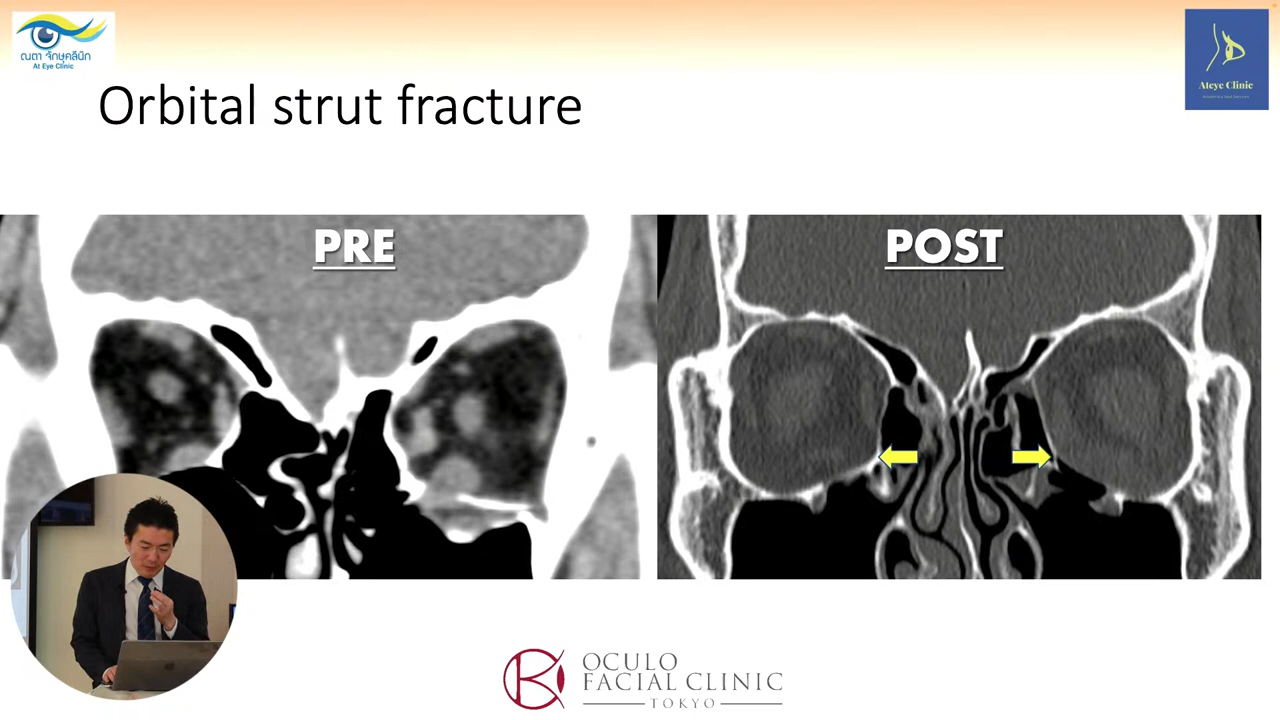 ณตา จักษุคลินิก
At Eye Clinic
Ateye Clinic
Orbital strut fracture
PRE
POST
OCULO
FACIAL CLINIC
TOKYO